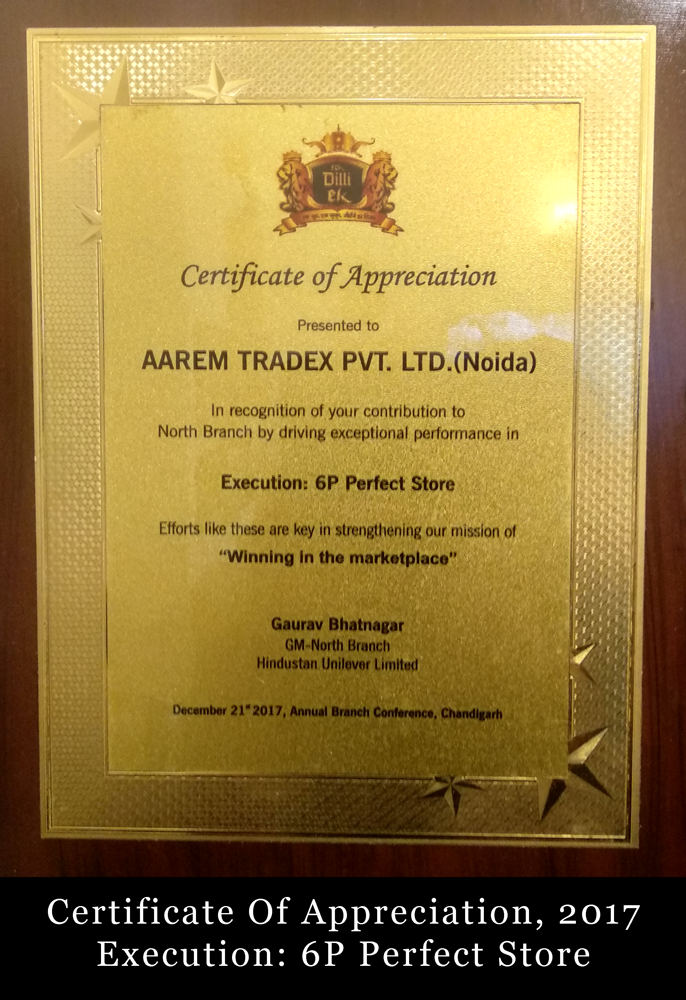 Dilli
Ek
Certificate of Appreciation
Presented to
AAREM TRADEX PVT. LTD.(Noida)
In recognition of your contribution to
North Branch by driving exceptional performance in
Execution: 6P Perfect Store
Efforts like these are key in strengthening our mission of
“Winning in the marketplace”
Gaurav Bhatnagar
GM-North Branch
Hindustan Unilever Limited
December 21st 2017, Annual Branch Conference, Chandigarh
Certificate Of Appreciation, 2017
Execution: 6P Perfect Store